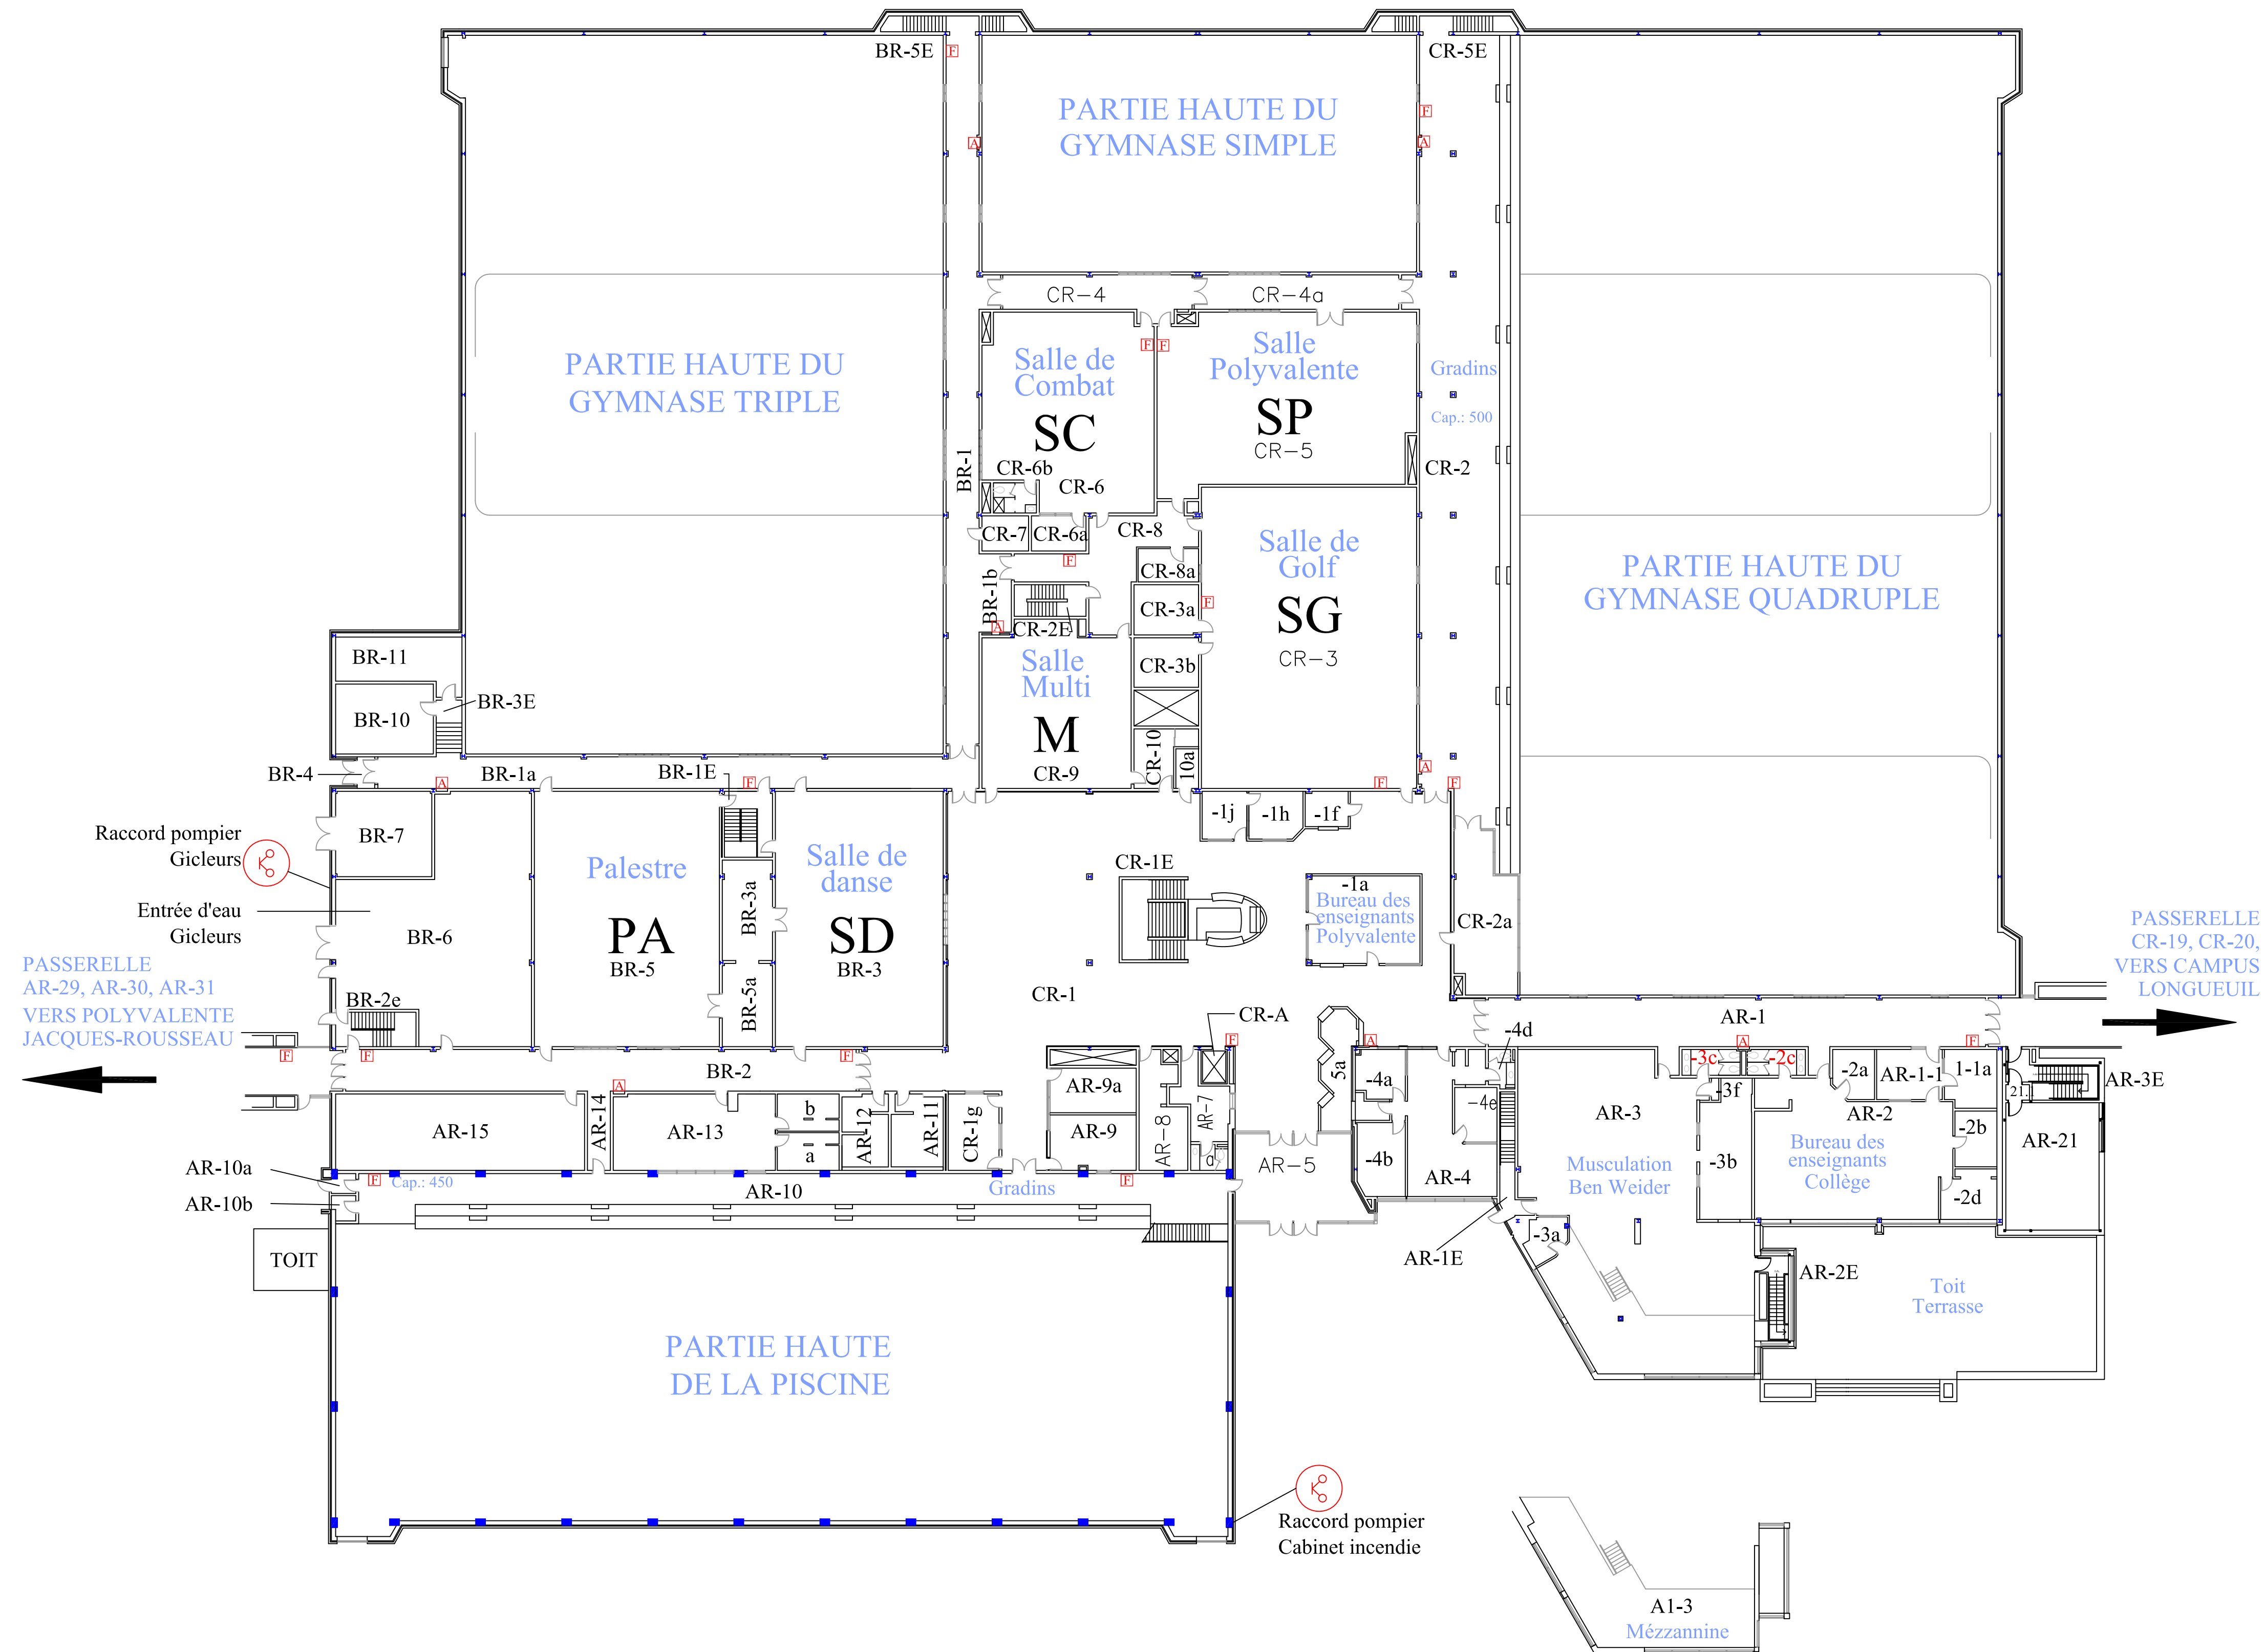 BR-5E
F
CR-5E
PARTIE HAUTE DU
GYMNASE SIMPLE
F
A
A
CR-4
CR-4a
PARTIE HAUTE DU
GYMNASE TRIPLE
Salle de
Combat
SC
CR-6b
CR-6
F
F
Salle
Polyvalente
SP
CR-5
Gradins
Cap.: 500
CR-2
BR-1
CR-7
CR-6a
CR-8
F
CR-8a
CR-3a
F
BR-1b
A
CR-2E
Salle de
Golf
SG
CR-3
PARTIE HAUTE DU
GYMNASE QUADRUPLE
BR-11
BR-10
BR-3E
Salle
Multi
M
CR-9
CR-3b
CR-10
10a
BR-4
A
BR-1a
BR-1E
F
F
A
F
Raccord pompier
Gicleurs
BR-7
Entrée d'eau
Gicleurs
BR-6
Palestre
PA
BR-5
BR-3a
BR-5a
Salle de
danse
SD
BR-3
-1j
-1h
-1f
CR-1E
-1a
Bureau des
enseignants
Polyvalente
CR-2a
CR-1
CR-A
PASSERELLE
AR-29, AR-30, AR-31
VERS POLYVALENTE
JACQUES-ROUSSEAU
PASSERELLE
CR-19, CR-20,
VERS CAMPUS
LONGUEUIL
BR-2e
F
F
BR-2
A
F
F
A
AR-1
A
F
-4d
5a
-4a
-4e
-4b
AR-4
AR-5
AR-15
AR-14
AR-13
b
a
AR-12
AR-11
CR-1g
AR-9a
AR-9
AR-8
AR-7
d
-3c
-2c
-3f
-2a
AR-1-1
1-1a
AR-3E
21.
AR-21
AR-3
AR-2
-2b
-3b
-2d
Musculation
Ben Weider
Bureau des
enseignants
Collège
AR-10a
AR-10b
F
Cap.: 450
AR-10
Gradins
F
TOIT
AR-1E
-3a
AR-2E
Toit
Terrasse
PARTIE HAUTE
DE LA PISCINE
Raccord pompier
Cabinet incendie
A1-3
Mézzannine